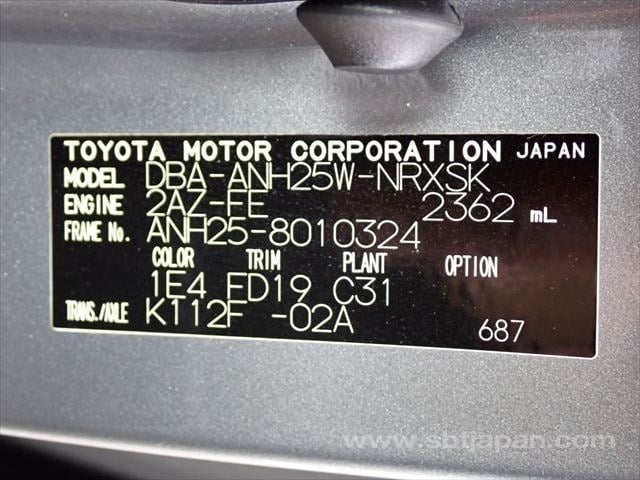 TOYOTA MOTOR CORPORATION JAPAN
MODEL DBA-ANH25W-NRXSK
ENGINE 2AZ-FE 2362 mL
FRAME No. ANH25-8010324
COLOR TRIM PLANT OPTION
1E4 FD19 C31
TRANS./AXLE K112F -02A
687
www.sbtjapan.com